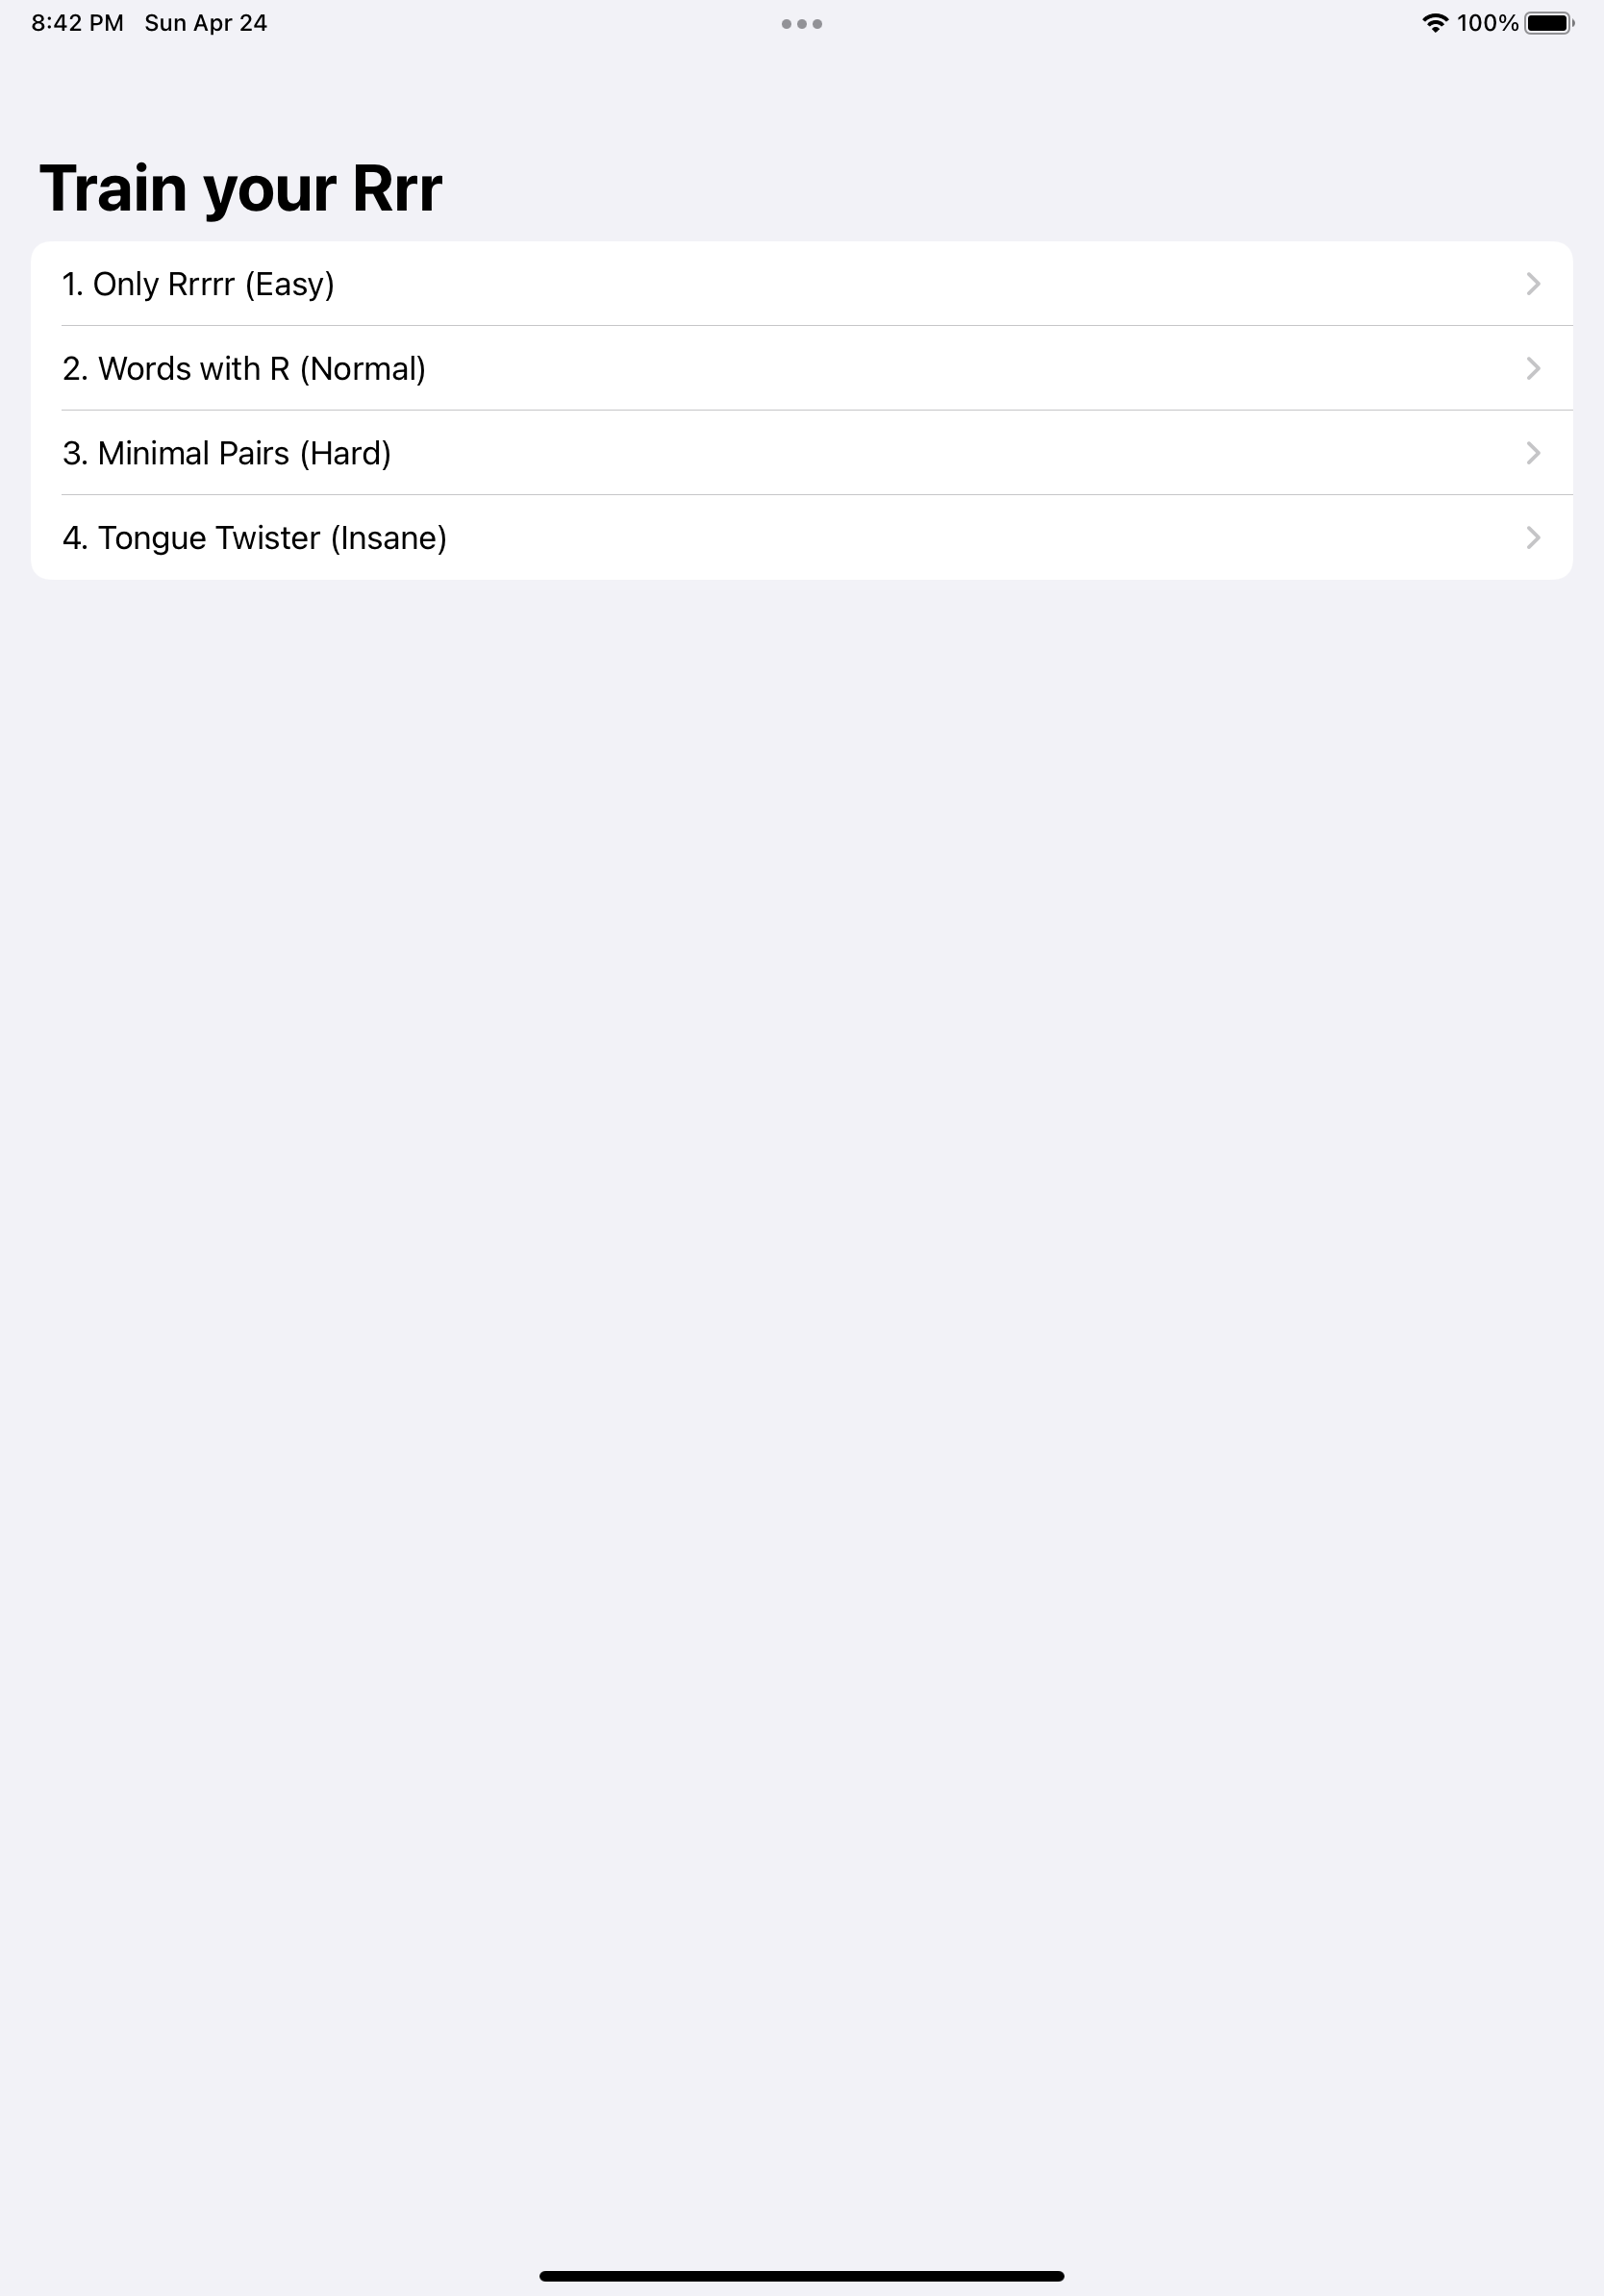 8:42 PM Sun Apr 24 100%
Train your Rrr
1. Only Rrrrr (Easy)
2. Words with R (Normal)
3. Minimal Pairs (Hard)
4. Tongue Twister (Insane)